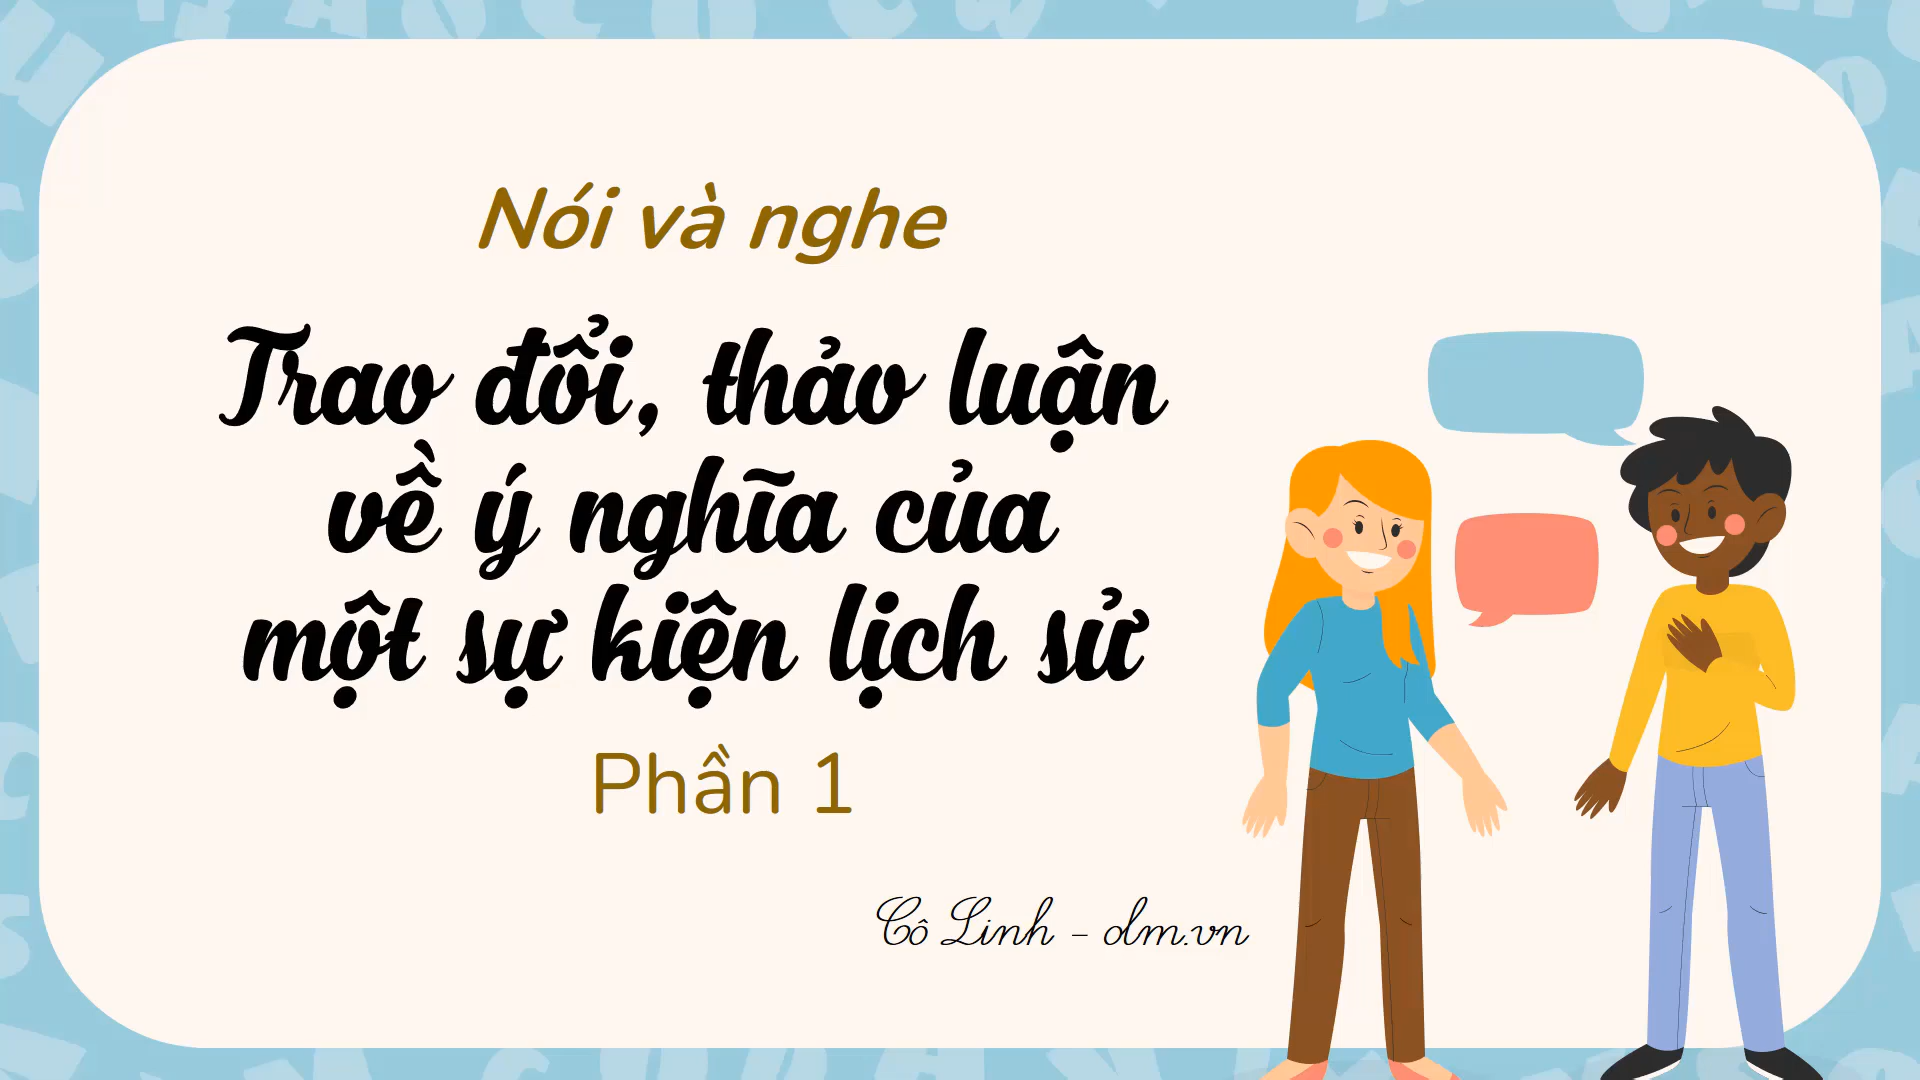 Nói và nghe
Trao đổi, thảo luận
về ý nghĩa của
một sự kiện lịch sử
Phần 1
Cô Linh - dm.vn